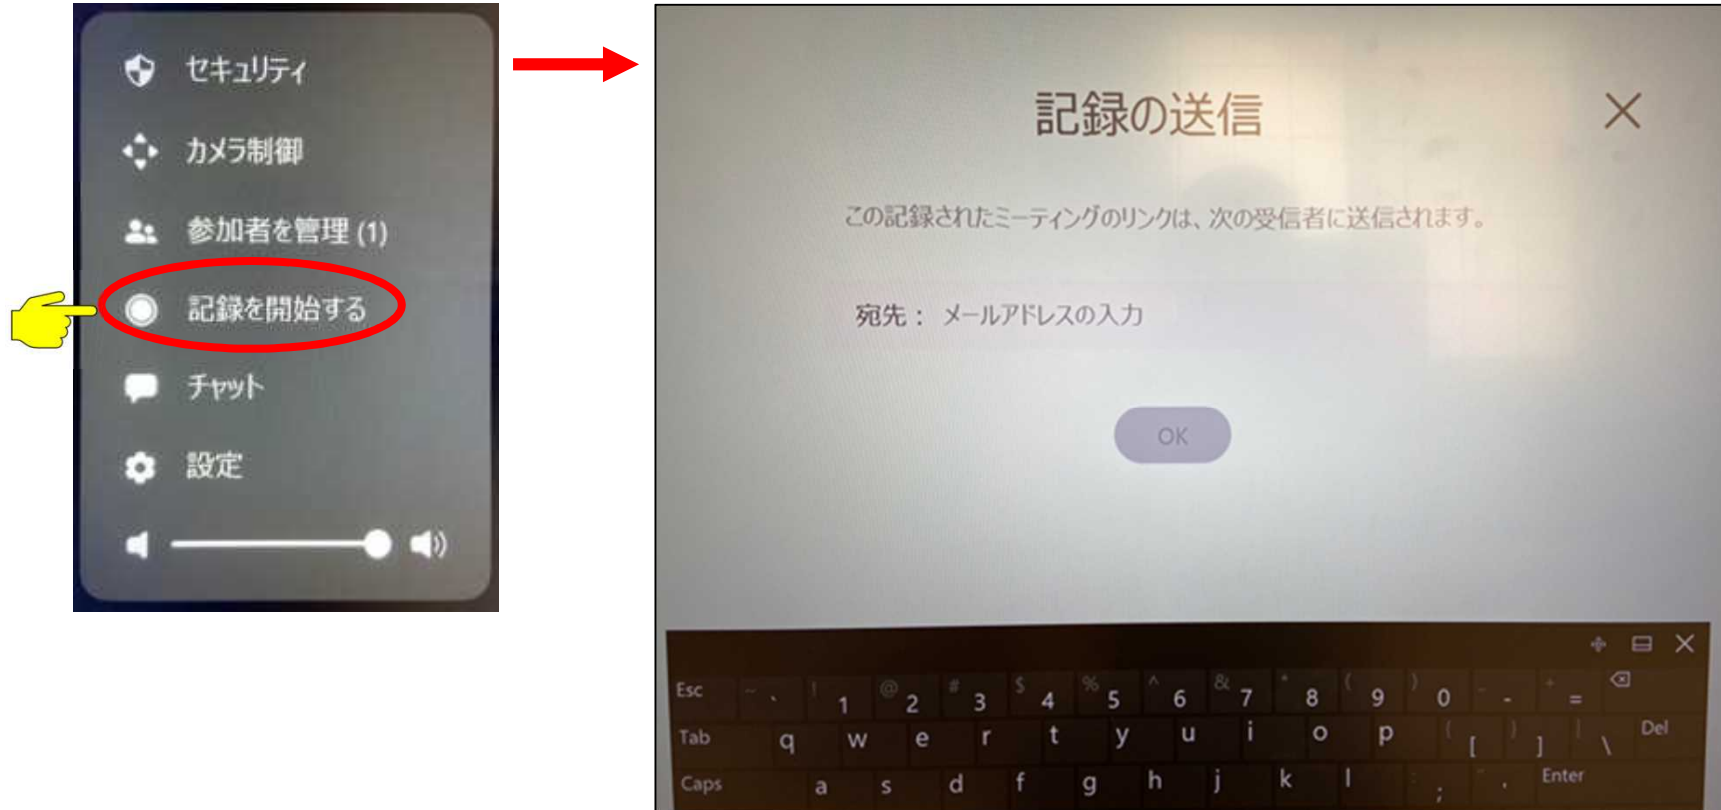 セキュリティ
カメラ制御
参加者を管理 (1)
記録を開始する
チャット
設定
記録の送信
この記録されたミーティングのリンクは、次の受信者に送信されます。
宛先： メールアドレスの入力
OK
Esc ~ ` ! 1 @ 2 # 3 $ 4 % 5 ^ 6 & 7 * 8 ( 9 ) 0 - + =
Tab q w e r t y u i o p [ ] \ Del
Caps a s d f g h j k l ; Enter